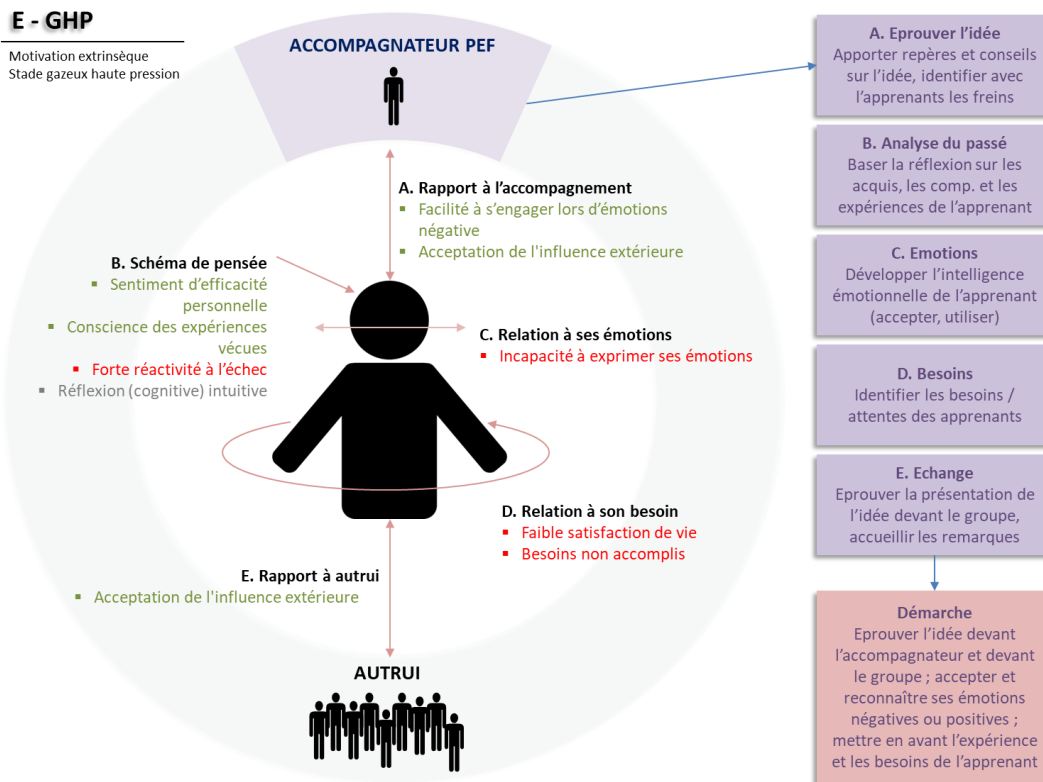 E - GHP
Motivation extrinsèque
Stade gazeux haute pression
ACCOMPAGNATEUR PEF
A. Rapport à l'accompagnement
▪ Facilité à s'engager lors d'émotions
négative
▪ Acceptation de l'influence extérieure
B. Schéma de pensée
▪ Sentiment d'efficacité
personnelle
▪ Conscience des expériences
vécues
▪ Forte réactivité à l'échec
▪ Réflexion (cognitive) intuitive
C. Relation à ses émotions
▪ Incapacité à exprimer ses émotions
D. Relation à son besoin
▪ Faible satisfaction de vie
▪ Besoins non accomplis
E. Rapport à autrui
▪ Acceptation de l'influence extérieure
AUTRUI
A. Eprouver l'idée
Apporter repères et conseils
sur l'idée, identifier avec
l'apprenants les freins
B. Analyse du passé
Baser la réflexion sur les
acquis, les comp. et les
expériences de l'apprenant
C. Emotions
Développer l'intelligence
émotionnelle de l'apprenant
(accepter, utiliser)
D. Besoins
Identifier les besoins /
attentes des apprenants
E. Echange
Eprouver la présentation de
l'idée devant le groupe,
accueillir les remarques
Démarche
Eprouver l'idée devant
l'accompagnateur et devant
le groupe ; accepter et
reconnaître ses émotions
négatives ou positives ;
mettre en avant l'expérience
et les besoins de l'apprenant